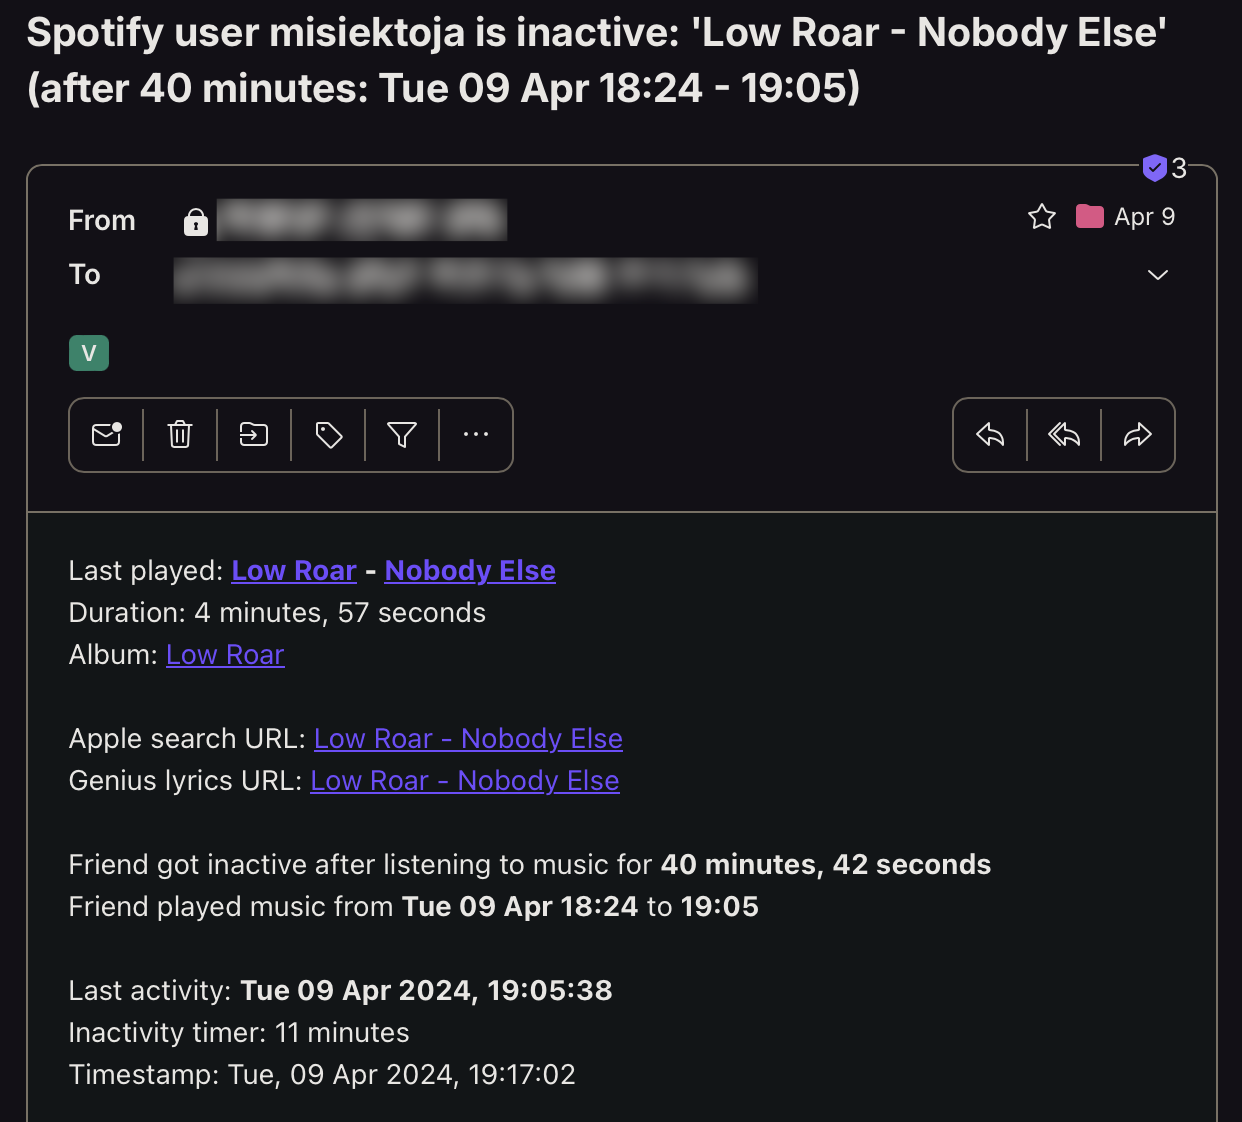 Spotify user misiektoja is inactive: 'Low Roar - Nobody Else'
(after 40 minutes: Tue 09 Apr 18:24 - 19:05)
3
From
Apr 9
To
V
Last played: Low Roar - Nobody Else
Duration: 4 minutes, 57 seconds
Album: Low Roar
Apple search URL: Low Roar - Nobody Else
Genius lyrics URL: Low Roar - Nobody Else
Friend got inactive after listening to music for 40 minutes, 42 seconds
Friend played music from Tue 09 Apr 18:24 to 19:05
Last activity: Tue 09 Apr 2024, 19:05:38
Inactivity timer: 11 minutes
Timestamp: Tue, 09 Apr 2024, 19:17:02